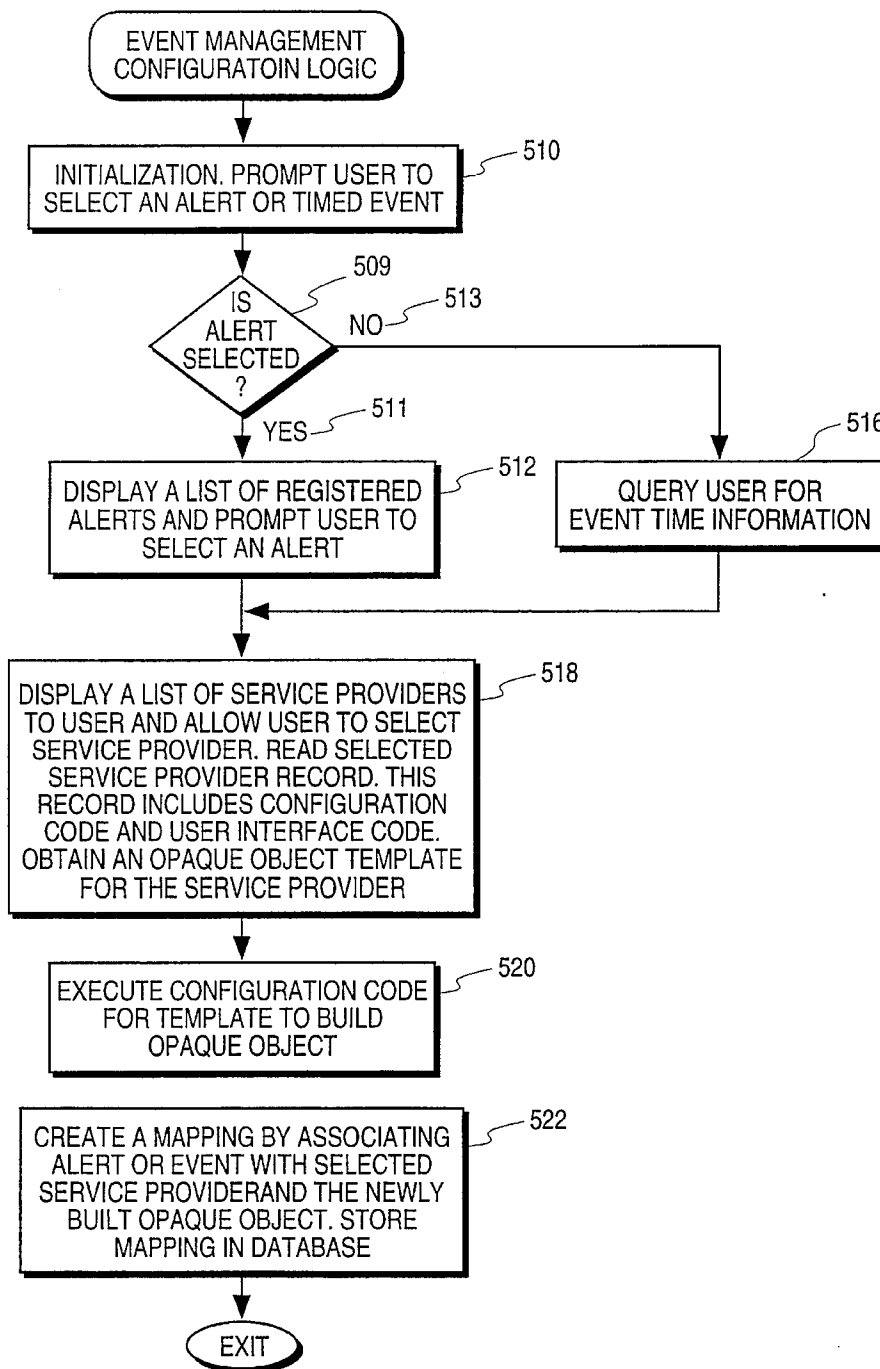 EVENT MANAGEMENT
CONFIGURATOIN LOGIC
INITIALIZATION. PROMPT USER TO
SELECT AN ALERT OR TIMED EVENT
510
IS
ALERT
SELECTED
?
509
NO
513
YES
511
DISPLAY A LIST OF REGISTERED
ALERTS AND PROMPT USER TO
SELECT AN ALERT
512
QUERY USER FOR
EVENT TIME INFORMATION
516
DISPLAY A LIST OF SERVICE PROVIDERS
TO USER AND ALLOW USER TO SELECT
SERVICE PROVIDER. READ SELECTED
SERVICE PROVIDER RECORD. THIS
RECORD INCLUDES CONFIGURATION
CODE AND USER INTERFACE CODE.
OBTAIN AN OPAQUE OBJECT TEMPLATE
FOR THE SERVICE PROVIDER
518
EXECUTE CONFIGURATION CODE
FOR TEMPLATE TO BUILD
OPAQUE OBJECT
520
CREATE A MAPPING BY ASSOCIATING
ALERT OR EVENT WITH SELECTED
SERVICE PROVIDERAND THE NEWLY
BUILT OPAQUE OBJECT. STORE
MAPPING IN DATABASE
522
EXIT